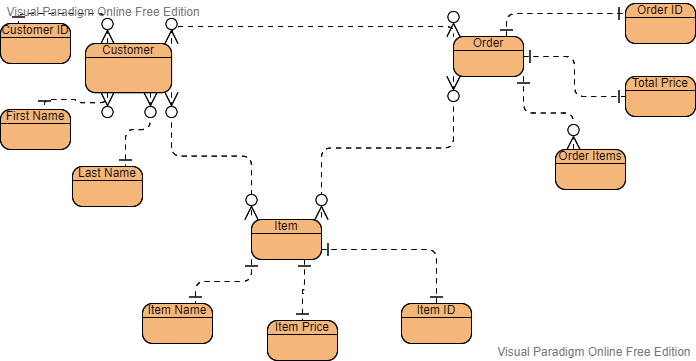 Visual Paradigm Online Free Edition
Customer ID
Customer
Order
Order ID
First Name
Total Price
Last Name
Order Items
Item
Item Name
Item Price
Item ID
Visual Paradigm Online Free Edition